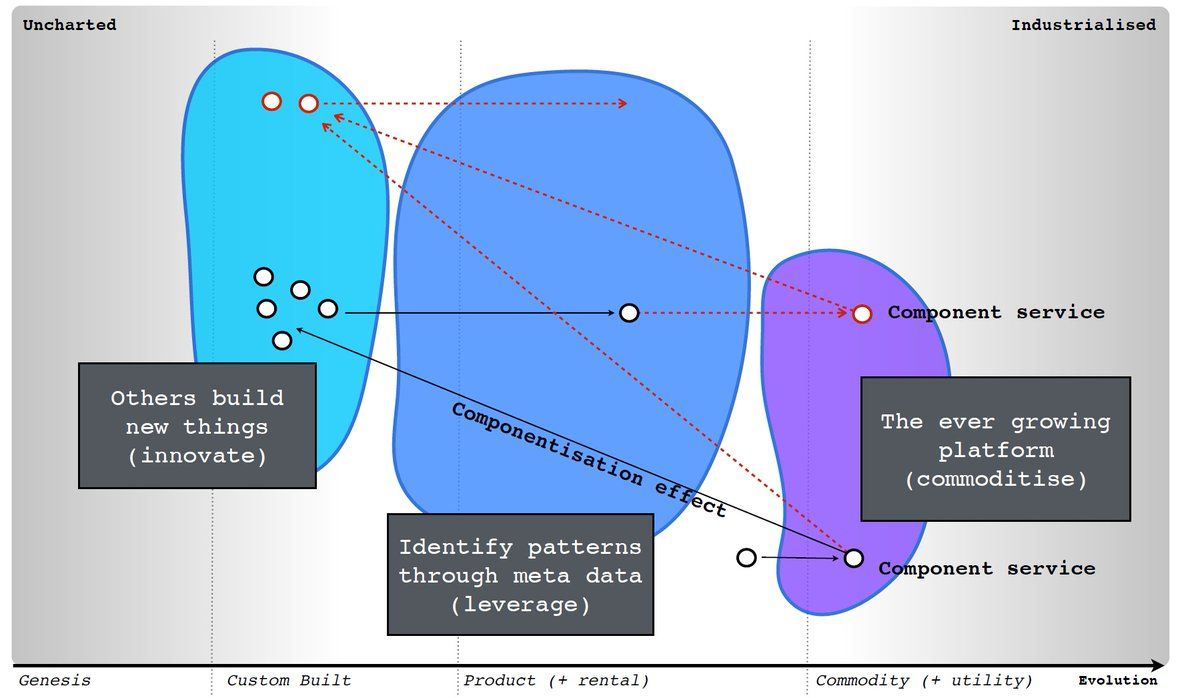 Uncharted
Industrialised
Component service
Others build
new things
(innovate)
The ever growing
platform
(commoditise)
Componentisation effect
Identify patterns
through meta data
(leverage)
Component service
Genesis
Custom Built
Product (+ rental)
Commodity (+ utility)
Evolution